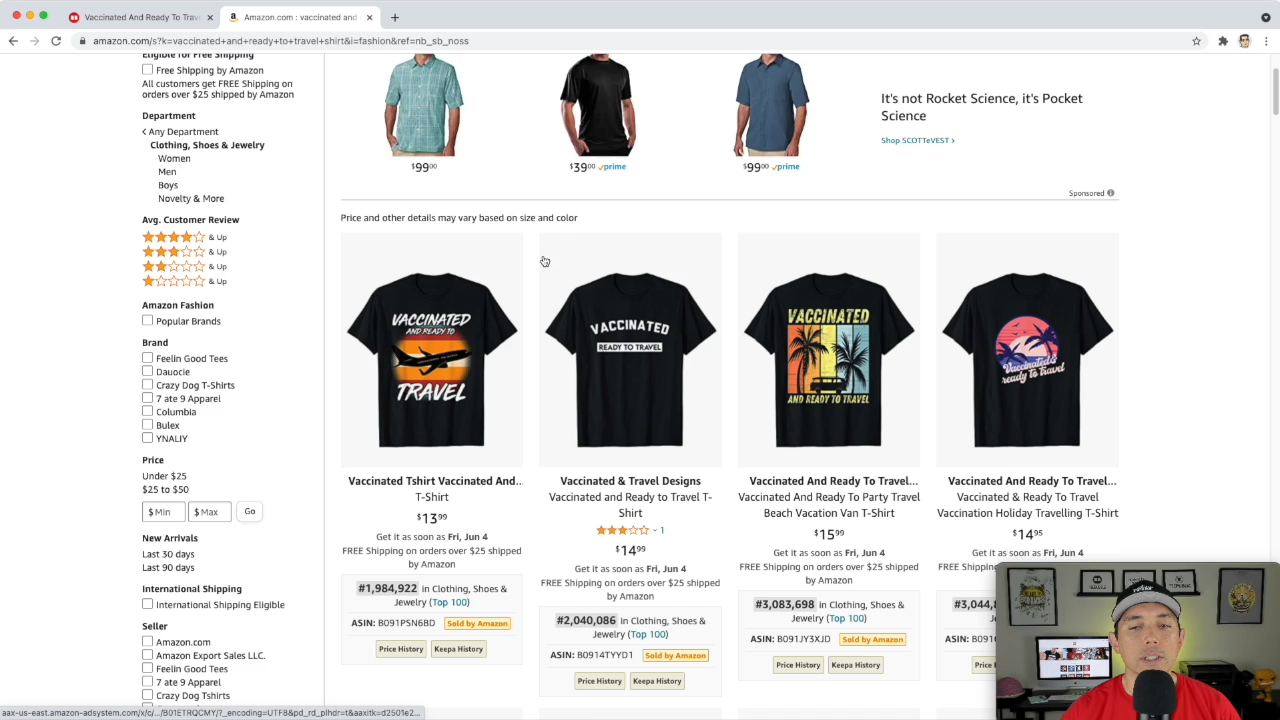 Vaccinated And Ready To Trav
Amazon.com : vaccinated and
amazon.com/s?k=vaccinated+and+ready+to+travel+shirt&i=fashion&ref=nb_sb_noss
Eligible for Free Shipping
Free Shipping by Amazon
All customers get FREE Shipping on
orders over $25 shipped by Amazon
Department
Any Department
Clothing, Shoes & Jewelry
Women
Men
Boys
Novelty & More
Avg. Customer Review
& Up
& Up
& Up
& Up
Amazon Fashion
Popular Brands
Brand
Feelin Good Tees
Dauocie
Crazy Dog T-Shirts
7 ate 9 Apparel
Columbia
Bulex
YNALIY
Price
Under $25
$25 to $50
$ Min
$ Max
Go
New Arrivals
Last 30 days
Last 90 days
International Shipping
International Shipping Eligible
Seller
Amazon.com
Amazon Export Sales LLC.
Feelin Good Tees
7 ate 9 Apparel
Crazy Dog Tshirts
$99.00
$39.00 prime
$99.00 prime
It's not Rocket Science, it's Pocket
Science
Shop SCOTTeVEST ›
Sponsored
Price and other details may vary based on size and color
VACCINATED
AND READY TO
TRAVEL
VACCINATED
READY TO TRAVEL
VACCINATED
AND READY TO TRAVEL
Vaccinated &
ready to travel
Vaccinated Tshirt Vaccinated And...
T-Shirt
$13.99
Get it as soon as Fri, Jun 4
FREE Shipping on orders over $25 shipped
by Amazon
#1,984,922 in Clothing, Shoes &
Jewelry (Top 100)
ASIN: B091PSN6BD Sold by Amazon
Price History
Keepa History
Vaccinated & Travel Designs
Vaccinated and Ready to Travel T-
Shirt
1
$14.99
Get it as soon as Fri, Jun 4
FREE Shipping on orders over $25 shipped
by Amazon
#2,040,086 in Clothing, Shoes &
Jewelry (Top 100)
ASIN: B0914TYYD1 Sold by Amazon
Price History
Keepa History
Vaccinated And Ready To Travel...
Vaccinated And Ready To Party Travel
Beach Vacation Van T-Shirt
$15.99
Get it as soon as Fri, Jun 4
FREE Shipping on orders over $25 shipped
by Amazon
#3,083,698 in Clothing, Shoes &
Jewelry (Top 100)
ASIN: B091JY3XJD Sold by Amazon
Price History
Keepa History
Vaccinated And Ready To Travel...
Vaccinated & Ready To Travel
Vaccination Holiday Travelling T-Shirt
$14.95
Get it as soon as Fri, Jun 4
FREE
#3,044,
Jew
ASIN: B091
Price
aax-us-east.amazon-adsystem.com/x/c/.../B01ETRQCMY/?_encoding=UTF8&pd_rd_plhdr=t&aaxitk=d2501e2...